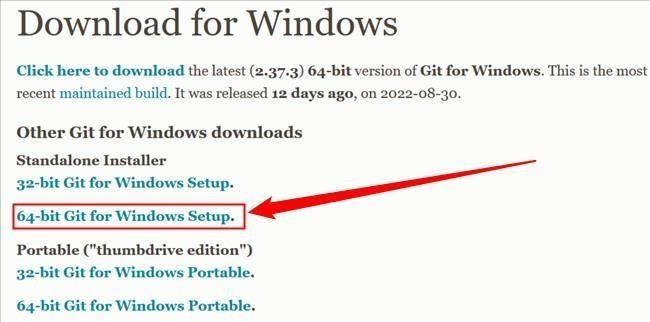 Download for Windows
Click here to download the latest (2.37.3) 64-bit version of Git for Windows. This is the most
recent maintained build. It was released 12 days ago, on 2022-08-30.
Other Git for Windows downloads
Standalone Installer
32-bit Git for Windows Setup.
64-bit Git for Windows Setup.
Portable ("thumbdrive edition")
32-bit Git for Windows Portable.
64-bit Git for Windows Portable.